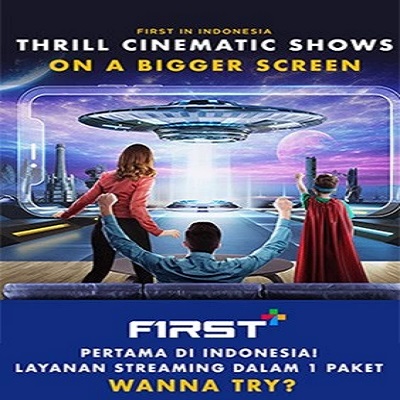 FIRST IN INDONESIA
THRILL CINEMATIC SHOWS
ON A BIGGER SCREEN
F1RST+
PERTAMA DI INDONESIA!
LAYANAN STREAMING DALAM 1 PAKET
WANNA TRY?